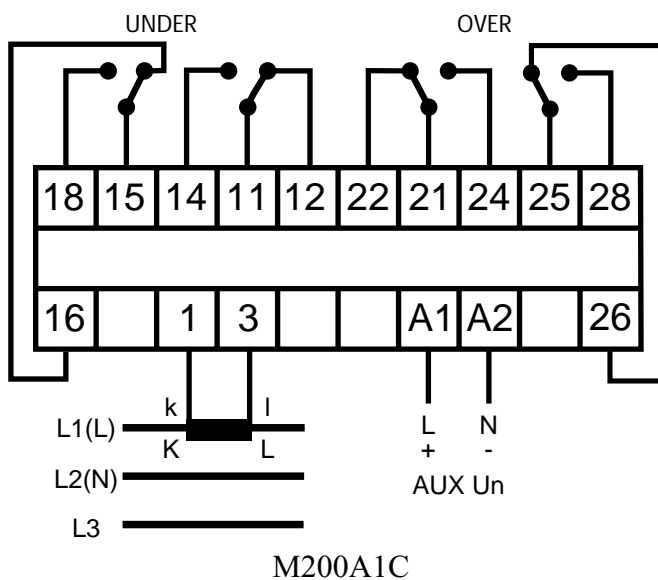 UNDER OVER
18 15 14 11 12 22 21 24 25 28
16 1 3 A1 A2 26
k l
L1(L)
K L
L N
L2(N)
+ -
AUX Un
L3
M200A1C